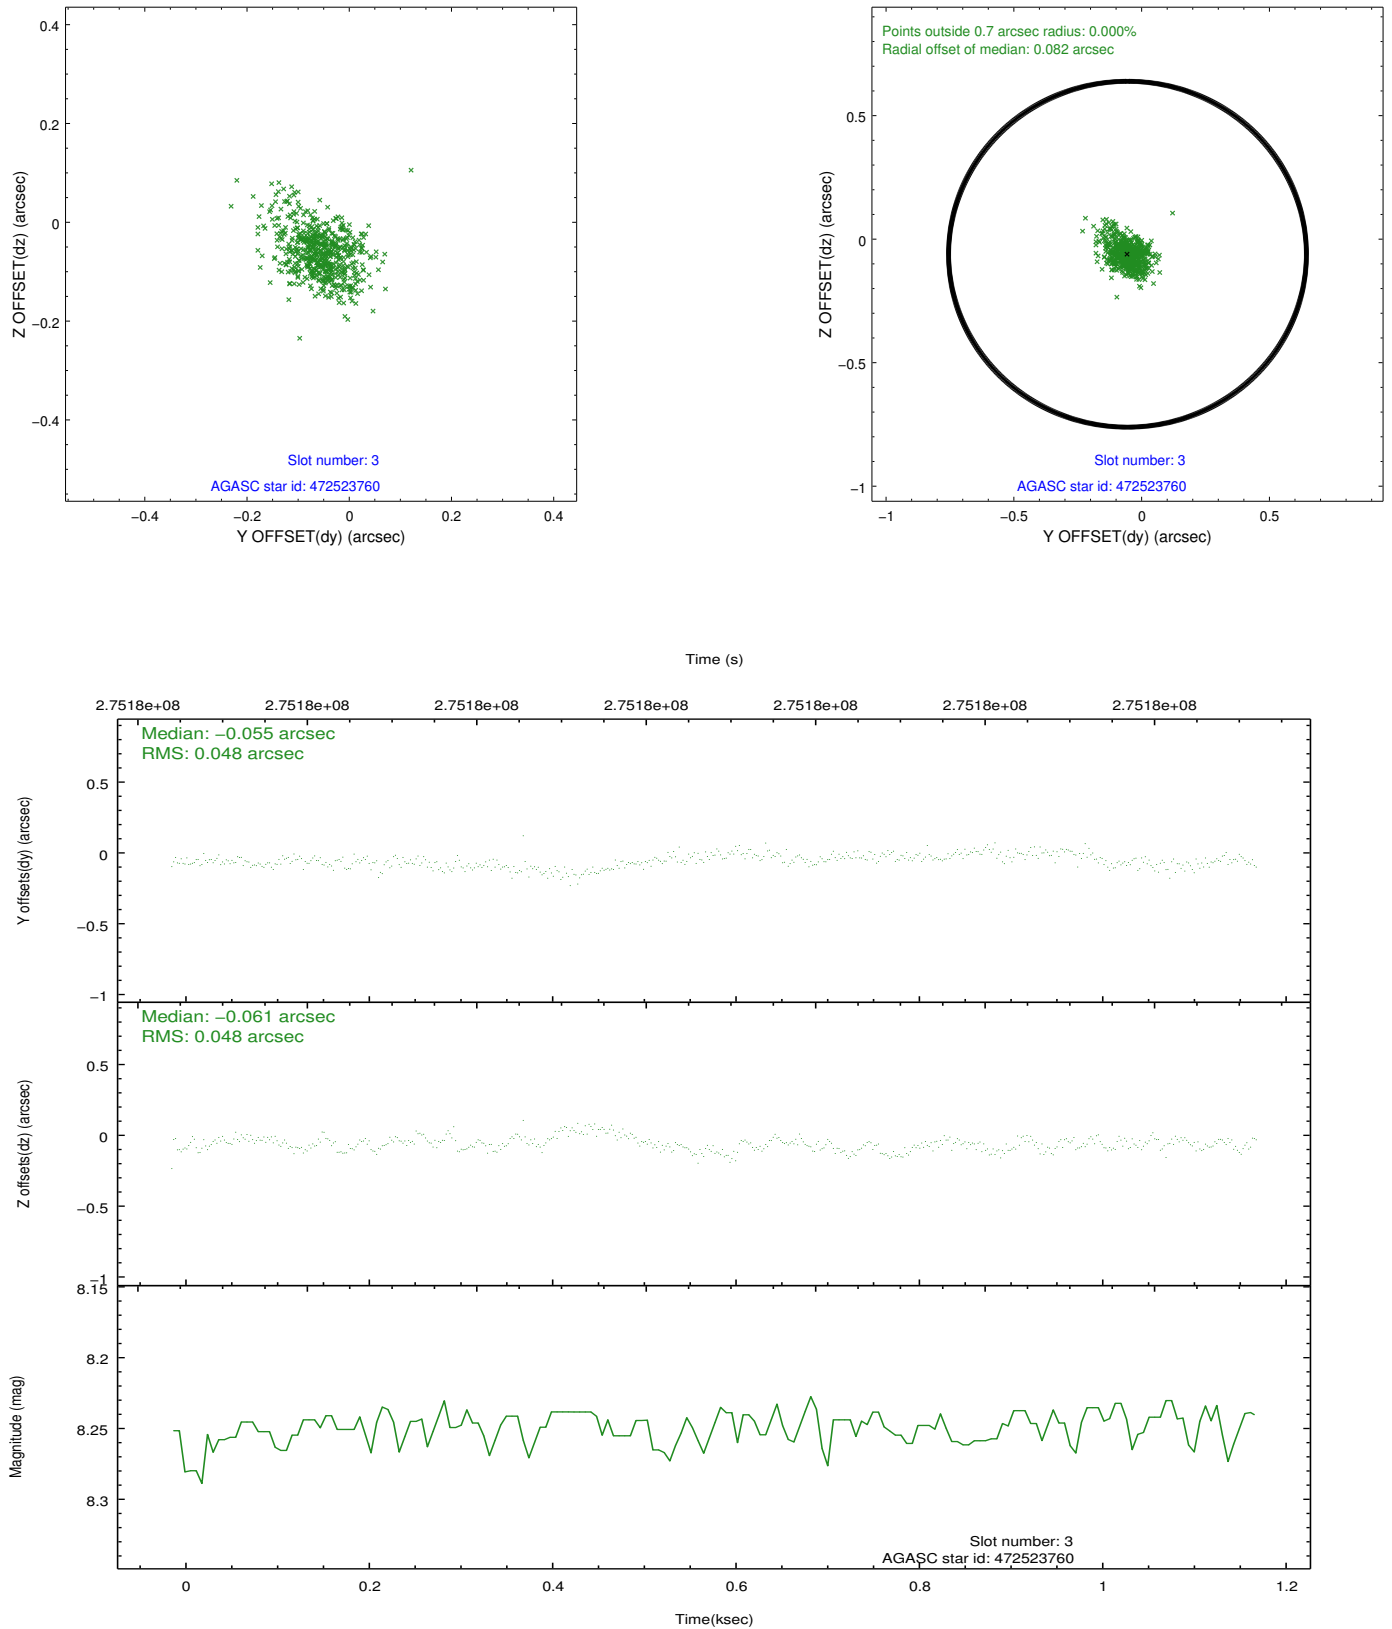 0.4
0.2
0
−0.2
−0.4
Z OFFSET(dz) (arcsec)
Slot number: 3
AGASC star id: 472523760
−0.4 −0.2 0 0.2 0.4
Y OFFSET(dy) (arcsec)
Points outside 0.7 arcsec radius: 0.000%
Radial offset of median: 0.082 arcsec
0.5
0
−0.5
−1
Z OFFSET(dz) (arcsec)
Slot number: 3
AGASC star id: 472523760
−1 −0.5 0 0.5
Y OFFSET(dy) (arcsec)
Time (s)
2.7518e+08 2.7518e+08 2.7518e+08 2.7518e+08 2.7518e+08 2.7518e+08 2.7518e+08
Median: −0.055 arcsec
RMS: 0.048 arcsec
0.5
0
−0.5
−1
Y offsets(dy) (arcsec)
Median: −0.061 arcsec
RMS: 0.048 arcsec
0.5
0
−0.5
−1
Z offsets(dz) (arcsec)
8.15
8.2
8.25
8.3
Magnitude (mag)
Slot number: 3
AGASC star id: 472523760
0 0.2 0.4 0.6 0.8 1 1.2
Time(ksec)